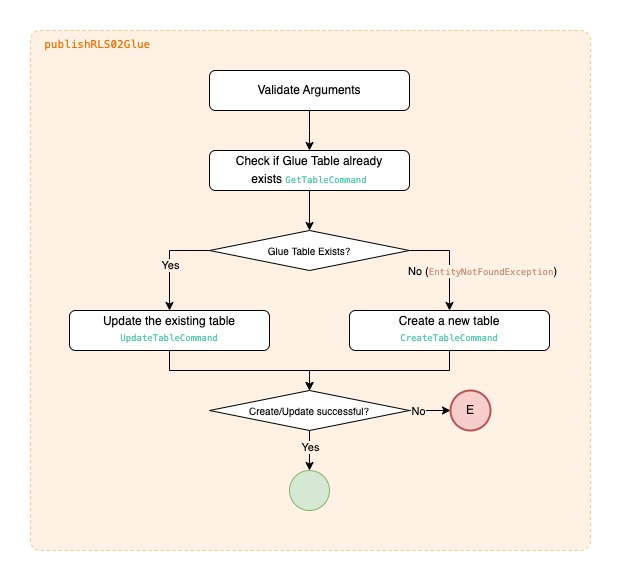 publishRLS02Glue
Validate Arguments
Check if Glue Table already
exists GetTableCommand
Glue Table Exists?
Yes
No (EntityNotFoundException)
Update the existing table
UpdateTableCommand
Create a new table
CreateTableCommand
Create/Update successful?
No
E
Yes